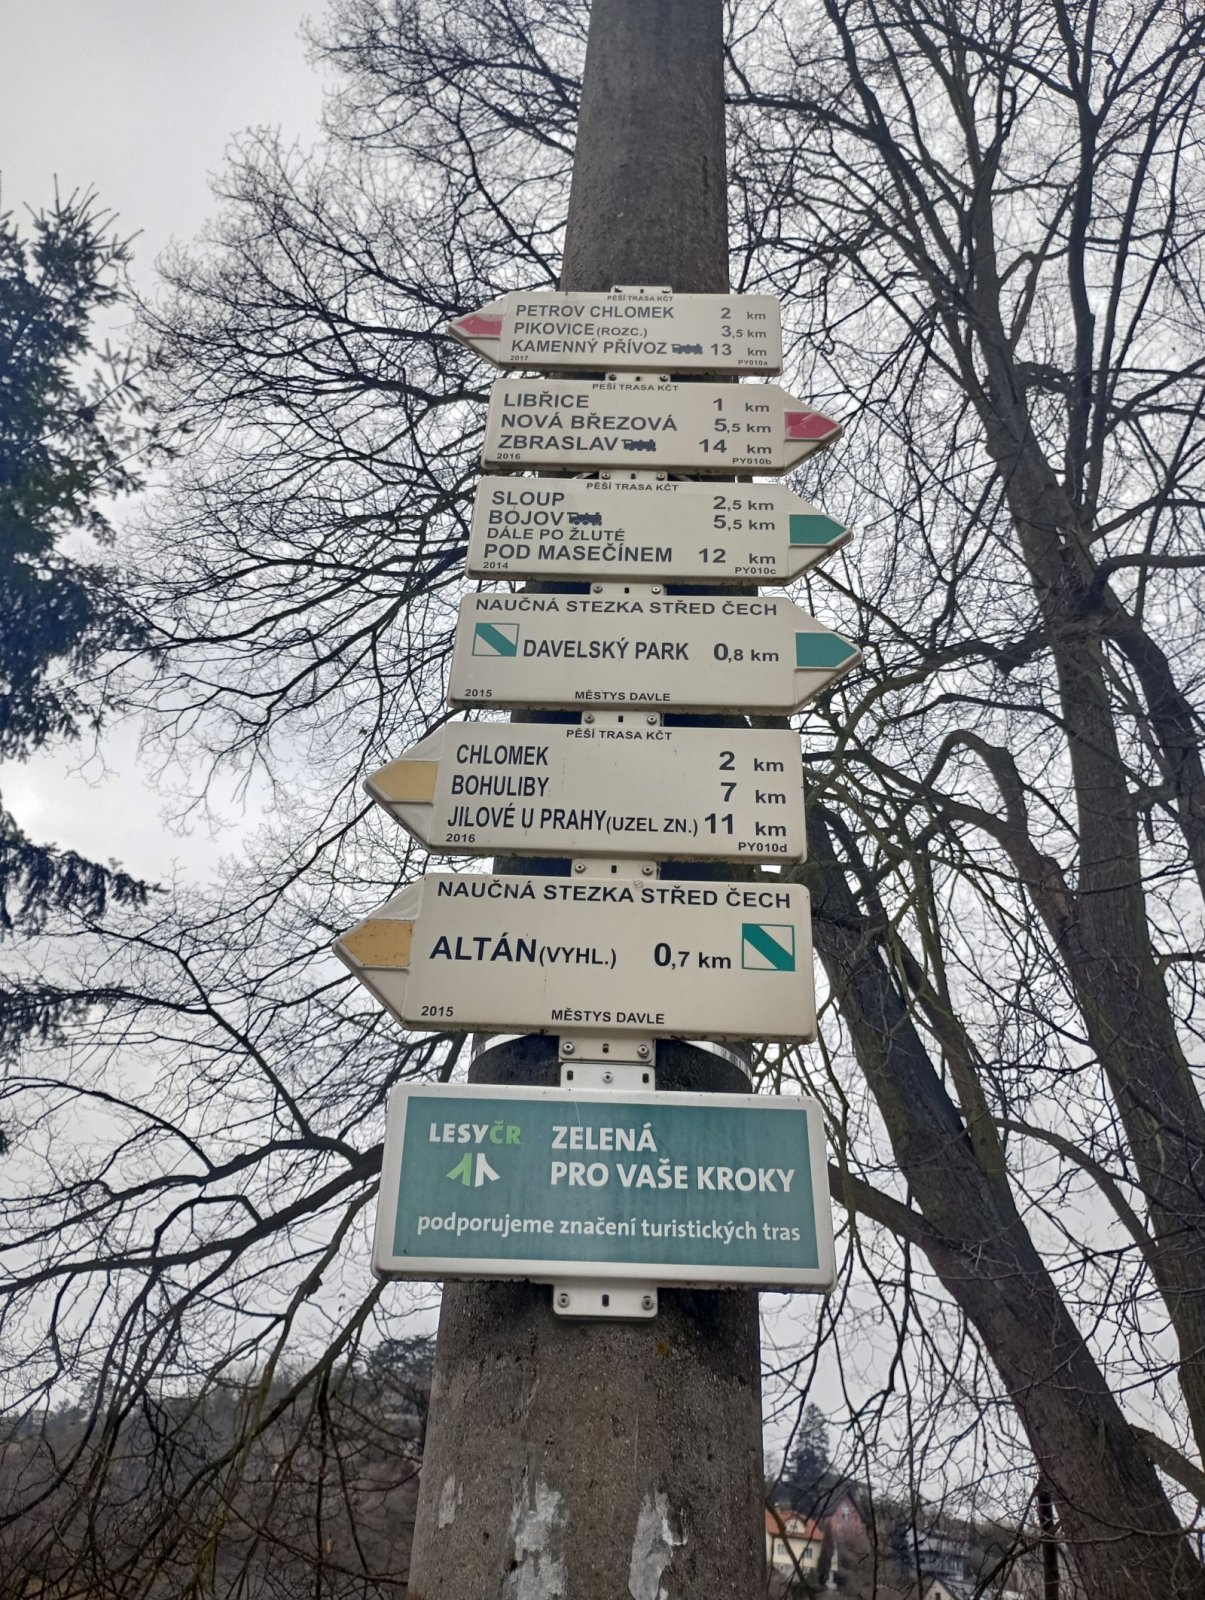 PĚŠÍ TRASA KČT
PETROV CHLOMEK 2 km
PIKOVICE (ROZC.) 3,5 km
KAMENNÝ PŘÍVOZ 13 km
2017 PY010a
PĚŠÍ TRASA KČT
LIBŘICE 1 km
NOVÁ BŘEZOVÁ 5,5 km
ZBRASLAV 14 km
2016 PY010b
PĚŠÍ TRASA KČT
SLOUP 2,5 km
BOJOV 5,5 km
DÁLE PO ŽLUTÉ
POD MASEČÍNEM 12 km
2014 PY010c
NAUČNÁ STEZKA STŘED ČECH
DAVELSKÝ PARK 0,8 km
2015 MĚSTYS DAVLE
PĚŠÍ TRASA KČT
CHLOMEK 2 km
BOHULIBY 7 km
JÍLOVÉ U PRAHY (UZEL ZN.) 11 km
2016 PY010d
NAUČNÁ STEZKA STŘED ČECH
ALTÁN (VYHL.) 0,7 km
2015 MĚSTYS DAVLE
LESY ČR
ZELENÁ
PRO VAŠE KROKY
podporujeme značení turistických tras